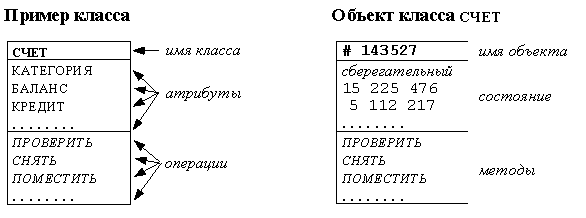 Пример класса
СЧЕТ
имя класса
КАТЕГОРИЯ
БАЛАНС
атрибуты
КРЕДИТ
........
ПРОВЕРИТЬ
СНЯТЬ
операции
ПОМЕСТИТЬ
........
Объект класса СЧЕТ
# 143527
имя объекта
сберегательный
15 225 476
состояние
5 112 217
........
ПРОВЕРИТЬ
СНЯТЬ
методы
ПОМЕСТИТЬ
........